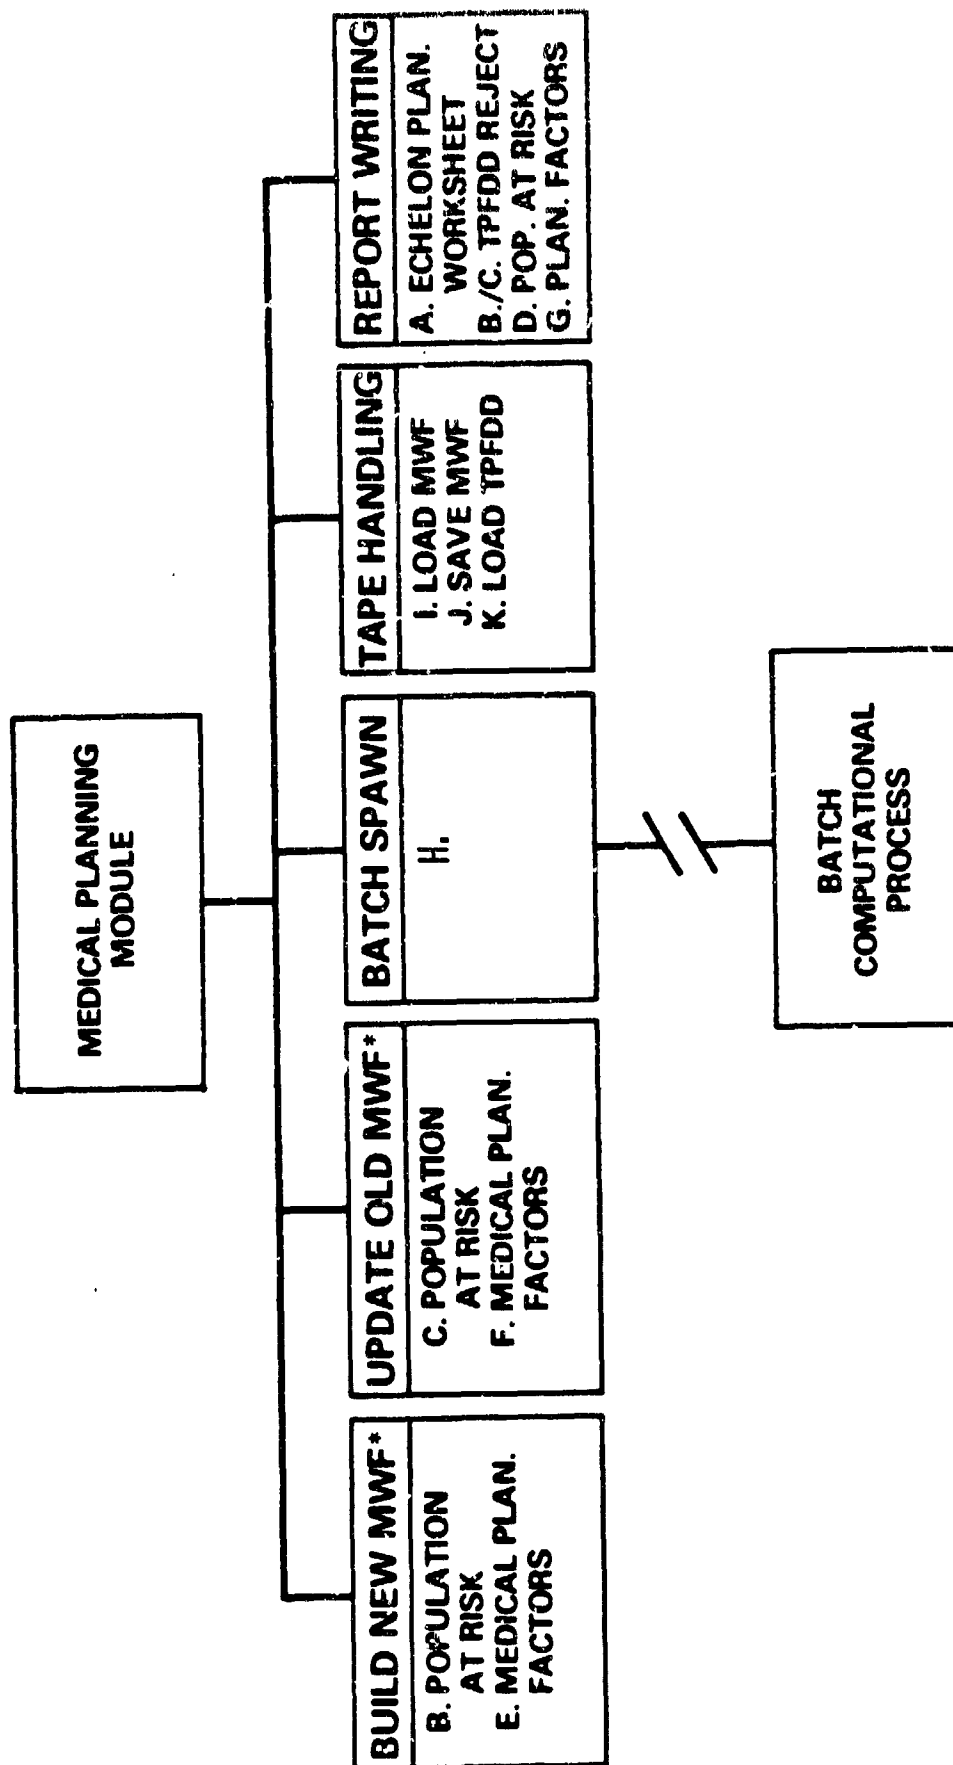 MEDICAL PLANNING
MODULE
BUILD NEW MWF*
B. POPULATION
AT RISK
E. MEDICAL PLAN.
FACTORS
UPDATE OLD MWF*
C. POPULATION
AT RISK
F. MEDICAL PLAN.
FACTORS
BATCH SPAWN
H.
TAPE HANDLING
I. LOAD MWF
J. SAVE MWF
K. LOAD TPFDD
REPORT WRITING
A. ECHELON PLAN.
WORKSHEET
B./C. TPFDD REJECT
D. POP. AT RISK
G. PLAN. FACTORS
BATCH
COMPUTATIONAL
PROCESS